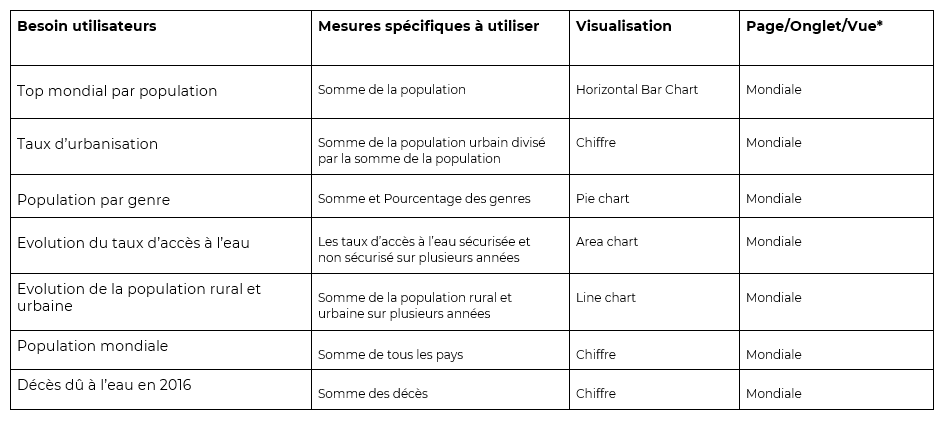 Besoin utilisateurs
Mesures spécifiques à utiliser
Visualisation
Page/Onglet/Vue*
Top mondial par population
Somme de la population
Horizontal Bar Chart
Mondiale
Taux d'urbanisation
Somme de la population urbain divisé
par la somme de la population
Chiffre
Mondiale
Population par genre
Somme et Pourcentage des genres
Pie chart
Mondiale
Evolution du taux d'accès à l'eau
Les taux d'accès à l'eau sécurisée et
non sécurisé sur plusieurs années
Area chart
Mondiale
Evolution de la population rural et
urbaine
Somme de la population rural et
urbaine sur plusieurs années
Line chart
Mondiale
Population mondiale
Somme de tous les pays
Chiffre
Mondiale
Décès dû à l'eau en 2016
Somme des décès
Chiffre
Mondiale